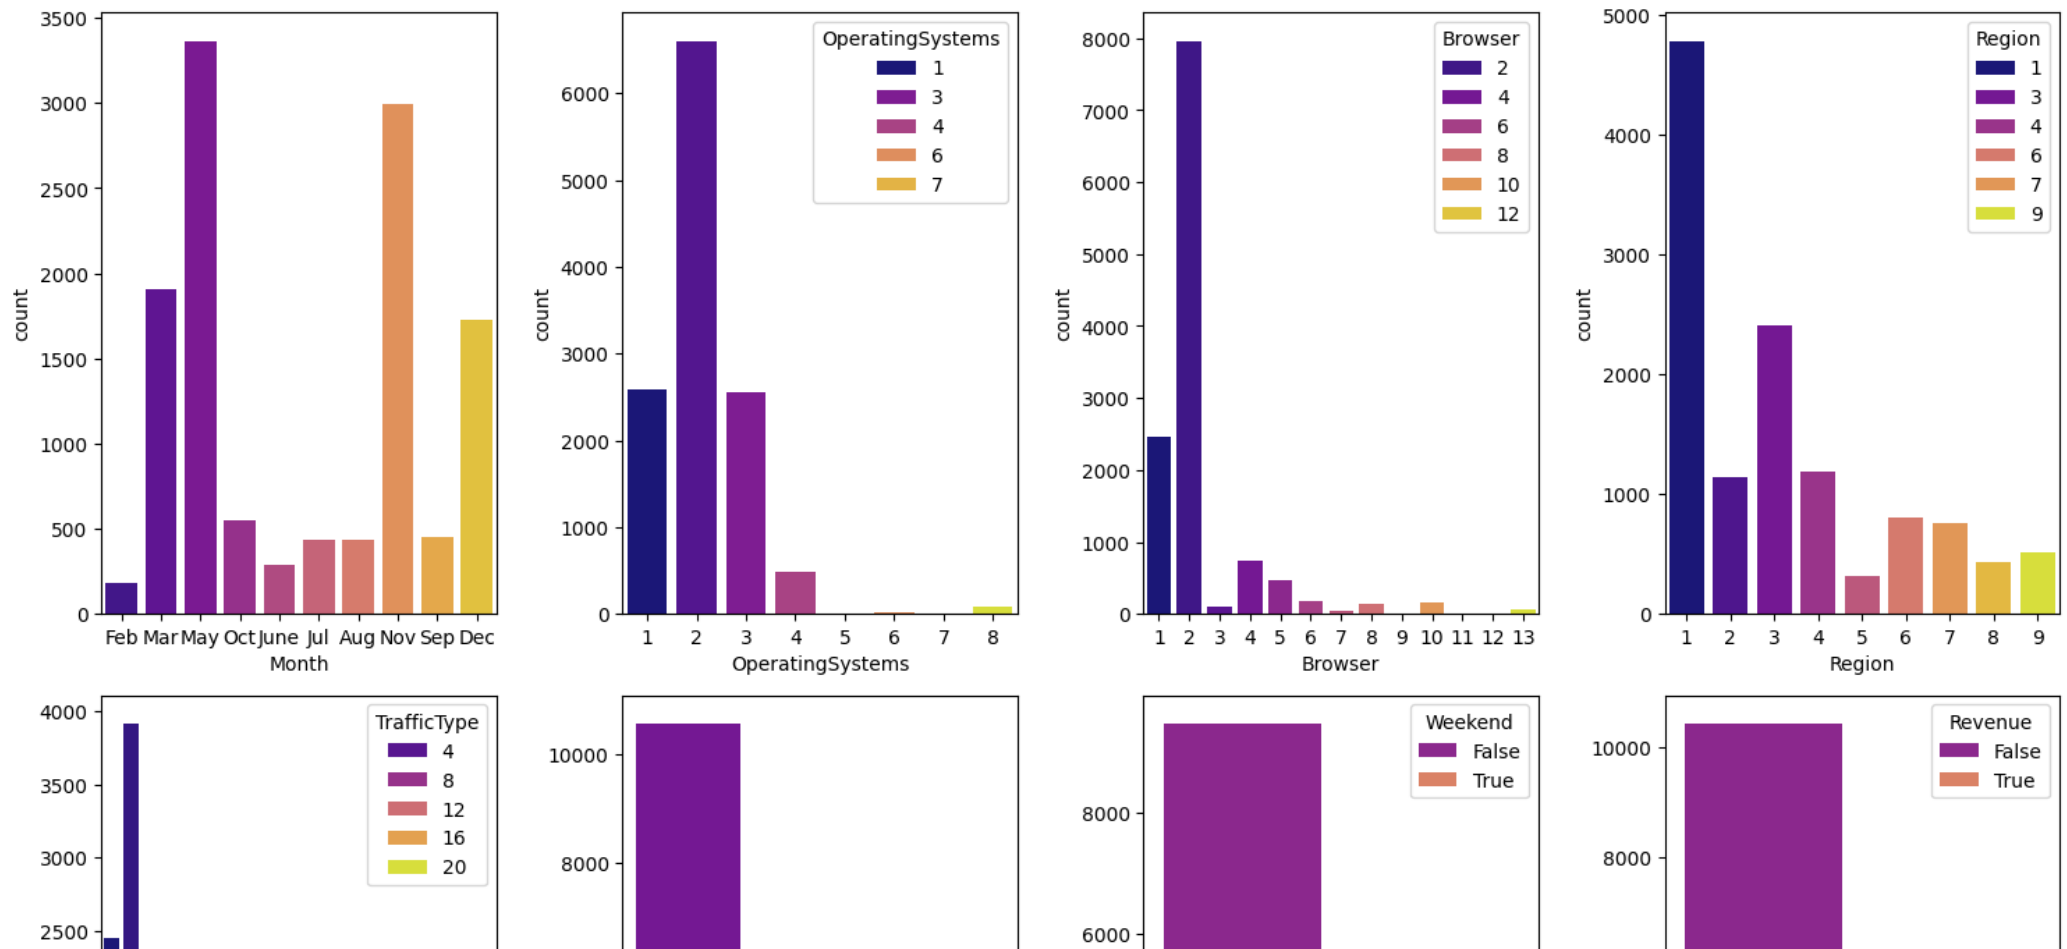 3500
3000
2500
2000
1500
1000
500
0
count
Feb Mar May Oct June Jul Aug Nov Sep Dec
Month
6000
5000
4000
3000
2000
1000
0
count
OperatingSystems
1
3
4
6
7
1 2 3 4 5 6 7 8
OperatingSystems
8000
7000
6000
5000
4000
3000
2000
1000
0
count
Browser
2
4
6
8
10
12
1 2 3 4 5 6 7 8 9 10 11 12 13
Browser
5000
4000
3000
2000
1000
0
count
Region
1
3
4
6
7
9
1 2 3 4 5 6 7 8 9
Region
4000
3500
3000
2500
TrafficType
4
8
12
16
20
10000
8000
8000
6000
Weekend
False
True
10000
8000
Revenue
False
True